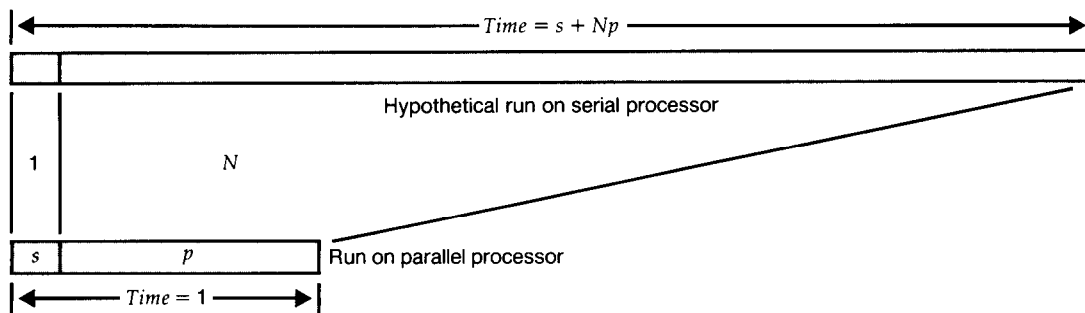 Time = s + Np
Hypothetical run on serial processor
1 N
s p Run on parallel processor
Time = 1